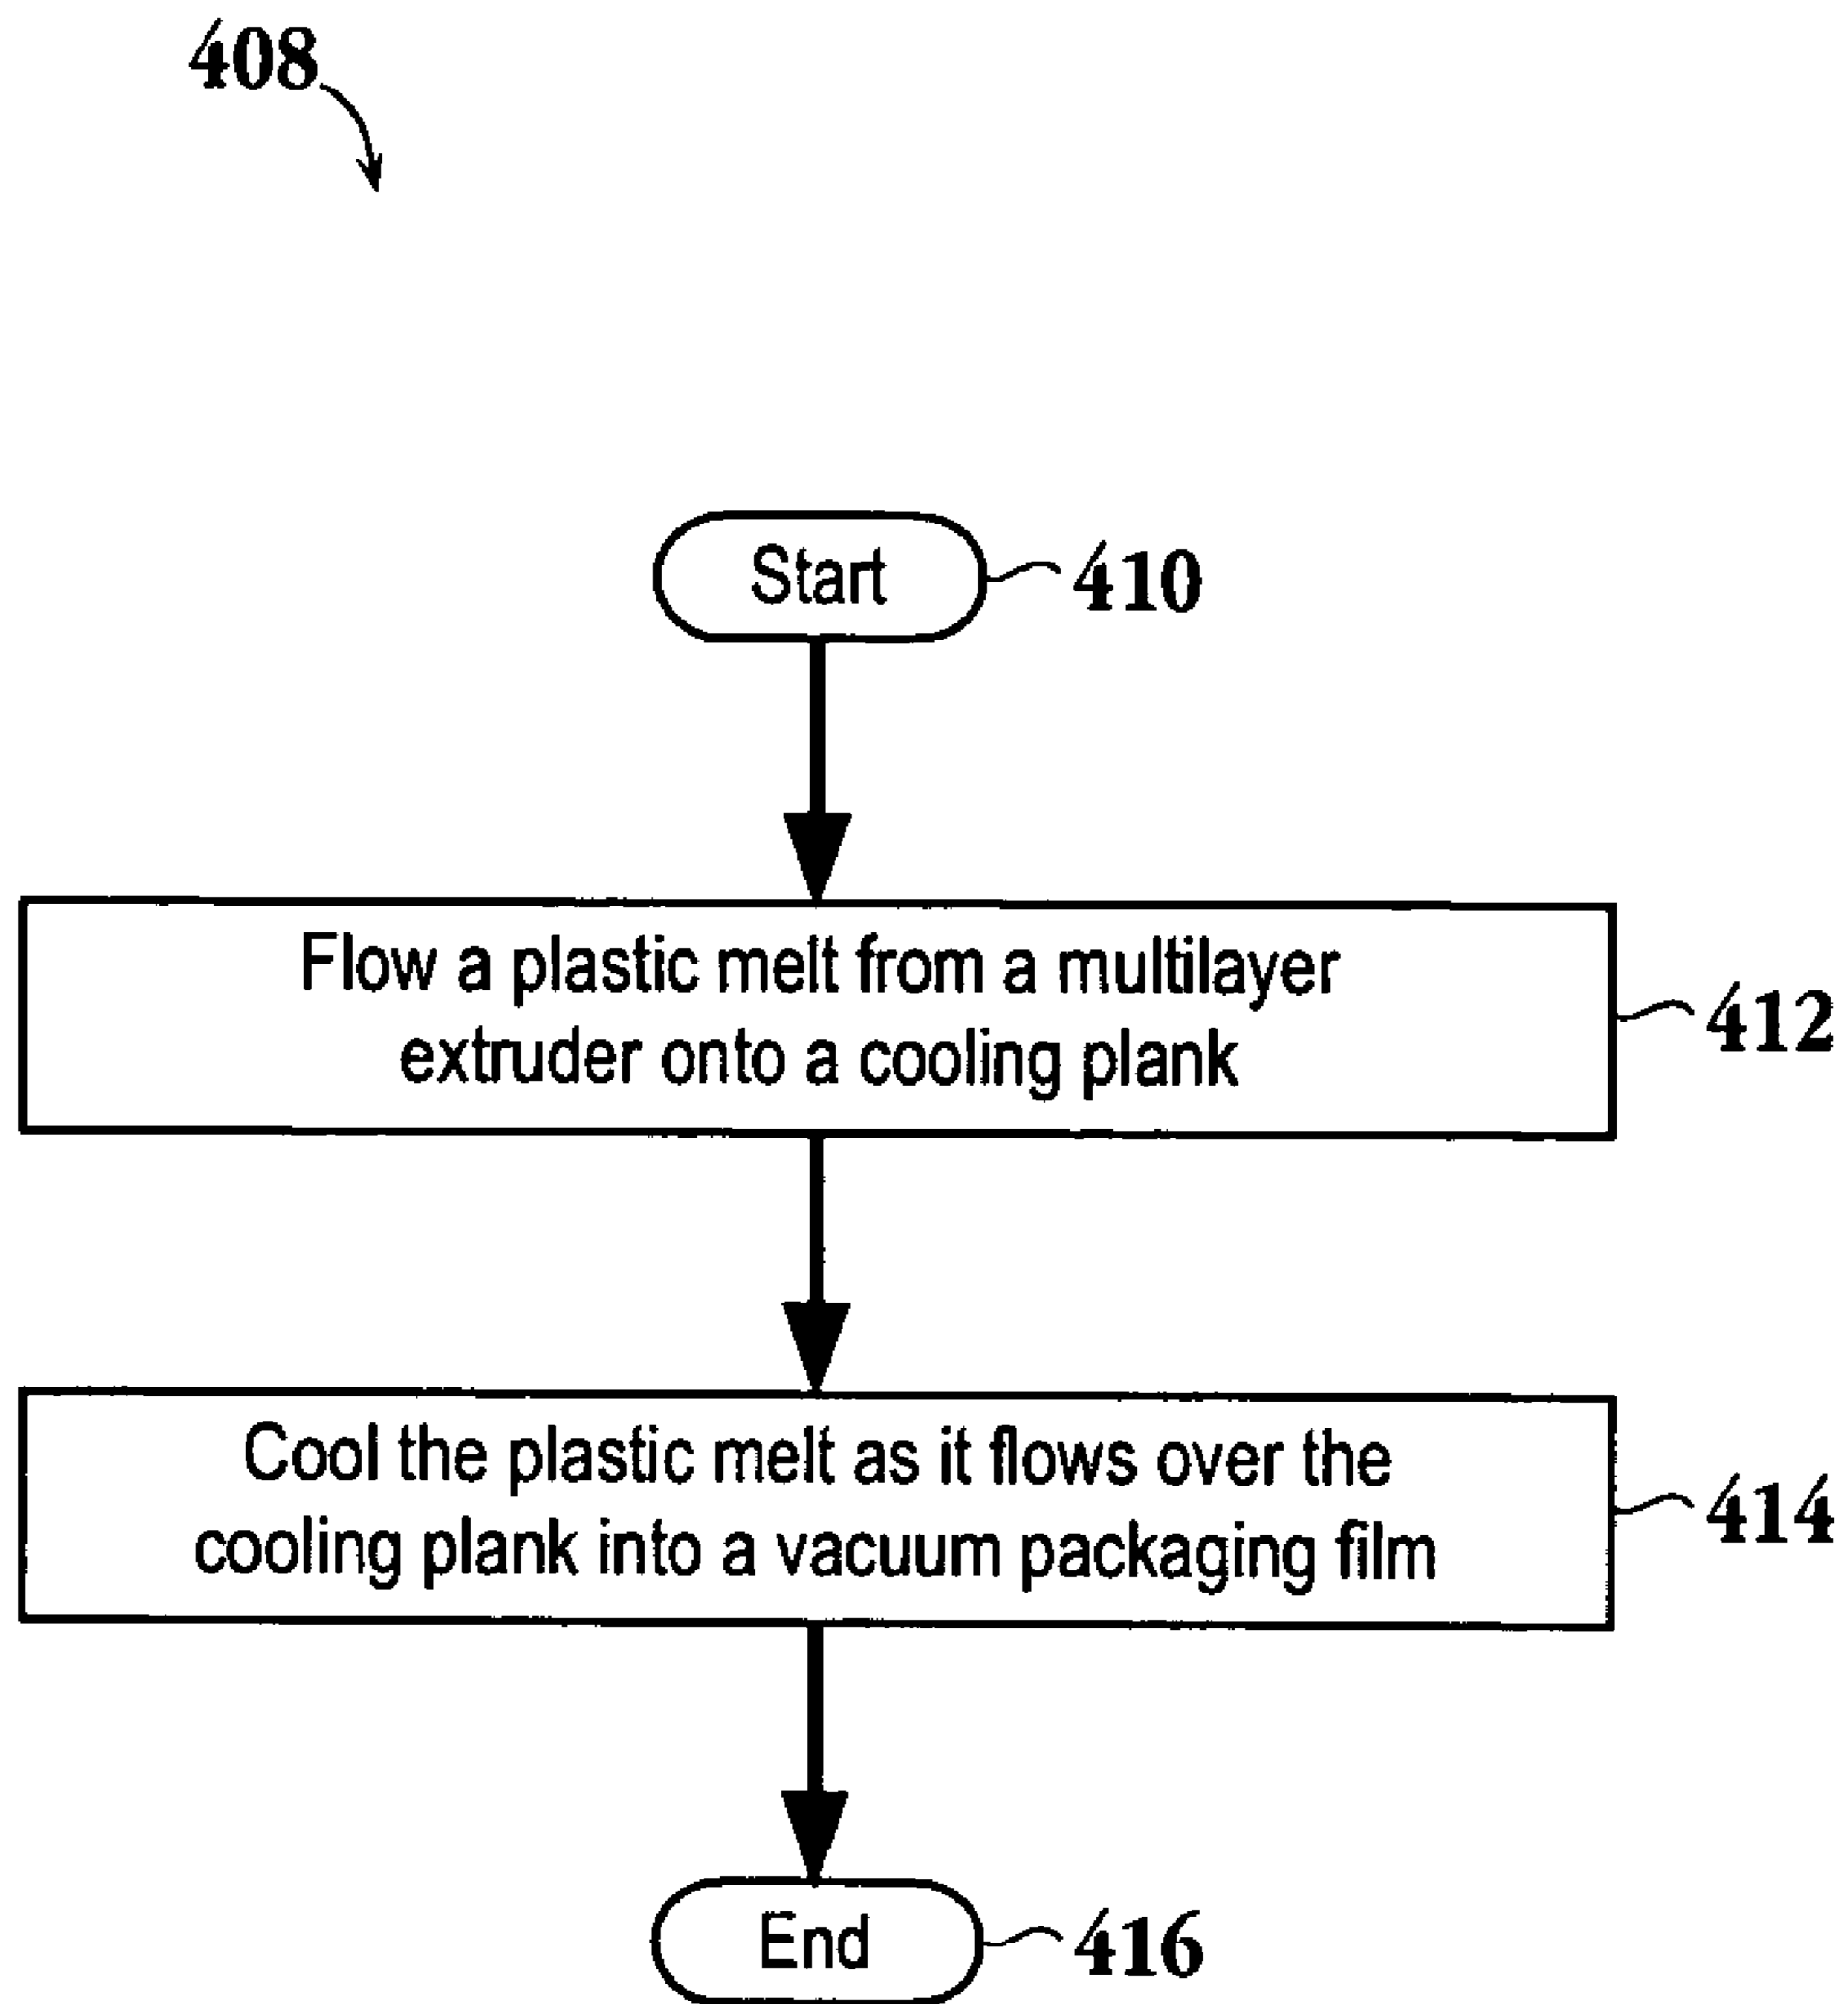 408
Start
410
Flow a plastic melt from a multilayer
extruder onto a cooling plank
412
Cool the plastic melt as it flows over the
cooling plank into a vacuum packaging film
414
End
416